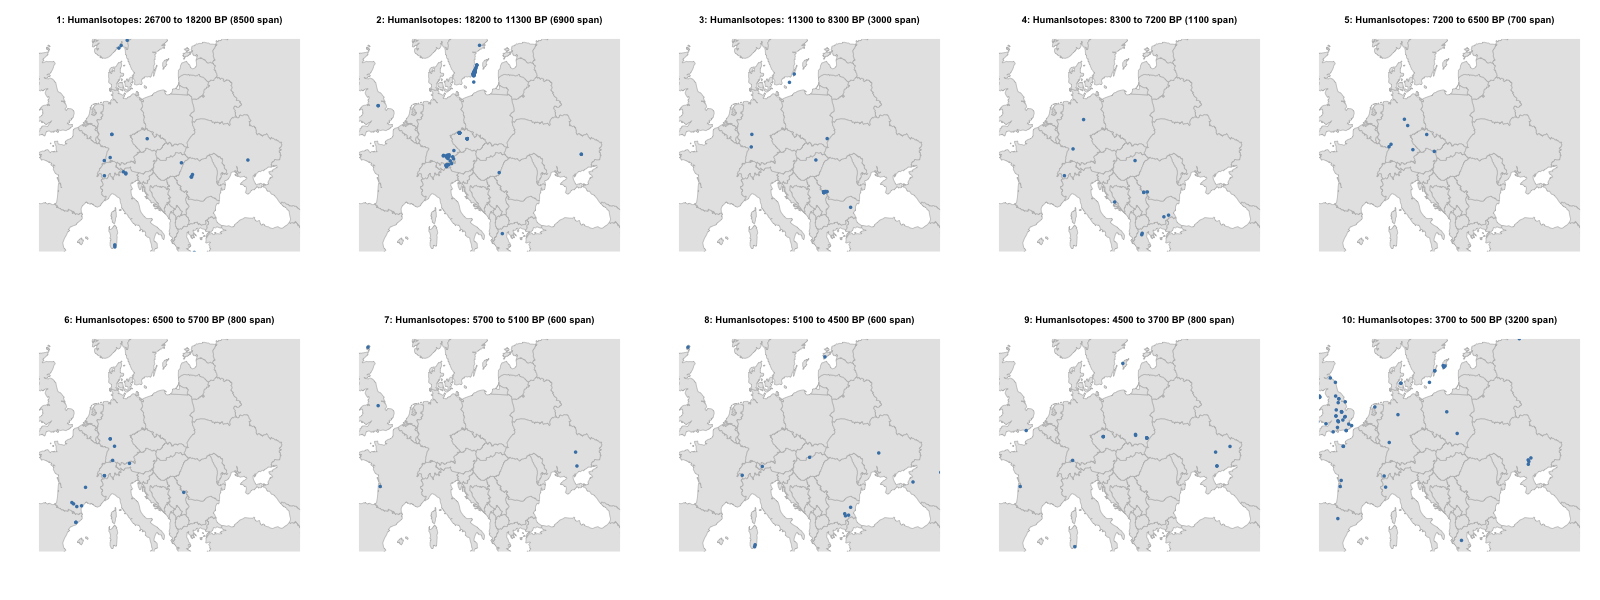 1: HumanIsotopes: 26700 to 18200 BP (8500 span)
2: HumanIsotopes: 18200 to 11300 BP (6900 span)
3: HumanIsotopes: 11300 to 8300 BP (3000 span)
4: HumanIsotopes: 8300 to 7200 BP (1100 span)
5: HumanIsotopes: 7200 to 6500 BP (700 span)
6: HumanIsotopes: 6500 to 5700 BP (800 span)
7: HumanIsotopes: 5700 to 5100 BP (600 span)
8: HumanIsotopes: 5100 to 4500 BP (600 span)
9: HumanIsotopes: 4500 to 3700 BP (800 span)
10: HumanIsotopes: 3700 to 500 BP (3200 span)